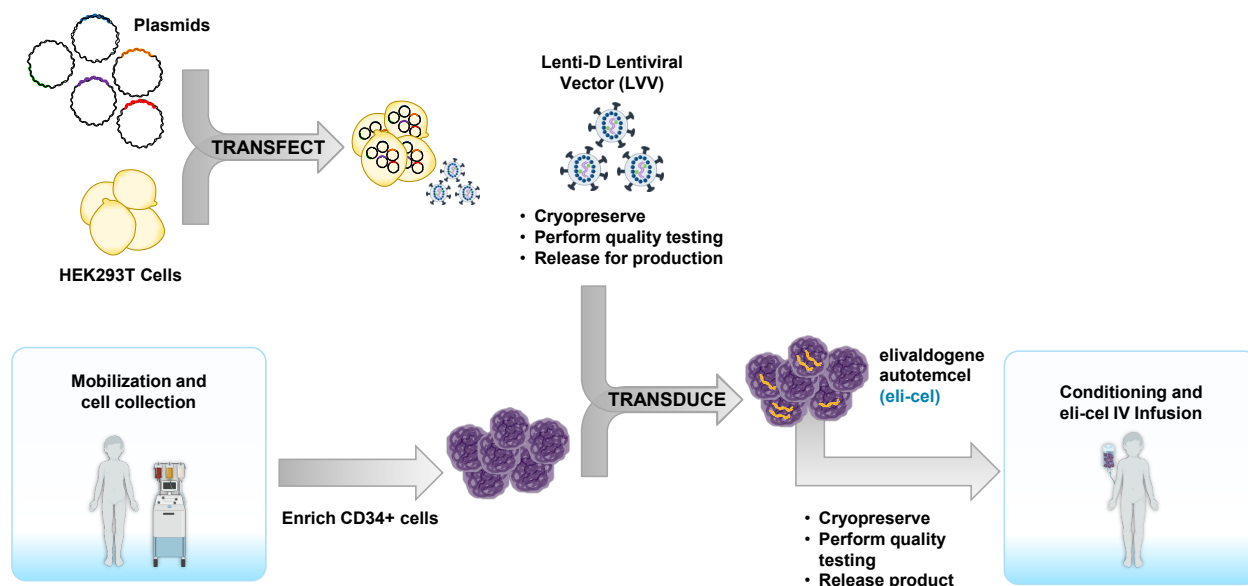 Plasmids
HEK293T Cells
TRANSFECT
Lenti-D Lentiviral
Vector (LVV)
• Cryopreserve
• Perform quality testing
• Release for production
Mobilization and
cell collection
Enrich CD34+ cells
TRANSDUCE
elivaldogene
autotemcel
(eli-cel)
• Cryopreserve
• Perform quality
testing
• Release product
Conditioning and
eli-cel IV Infusion